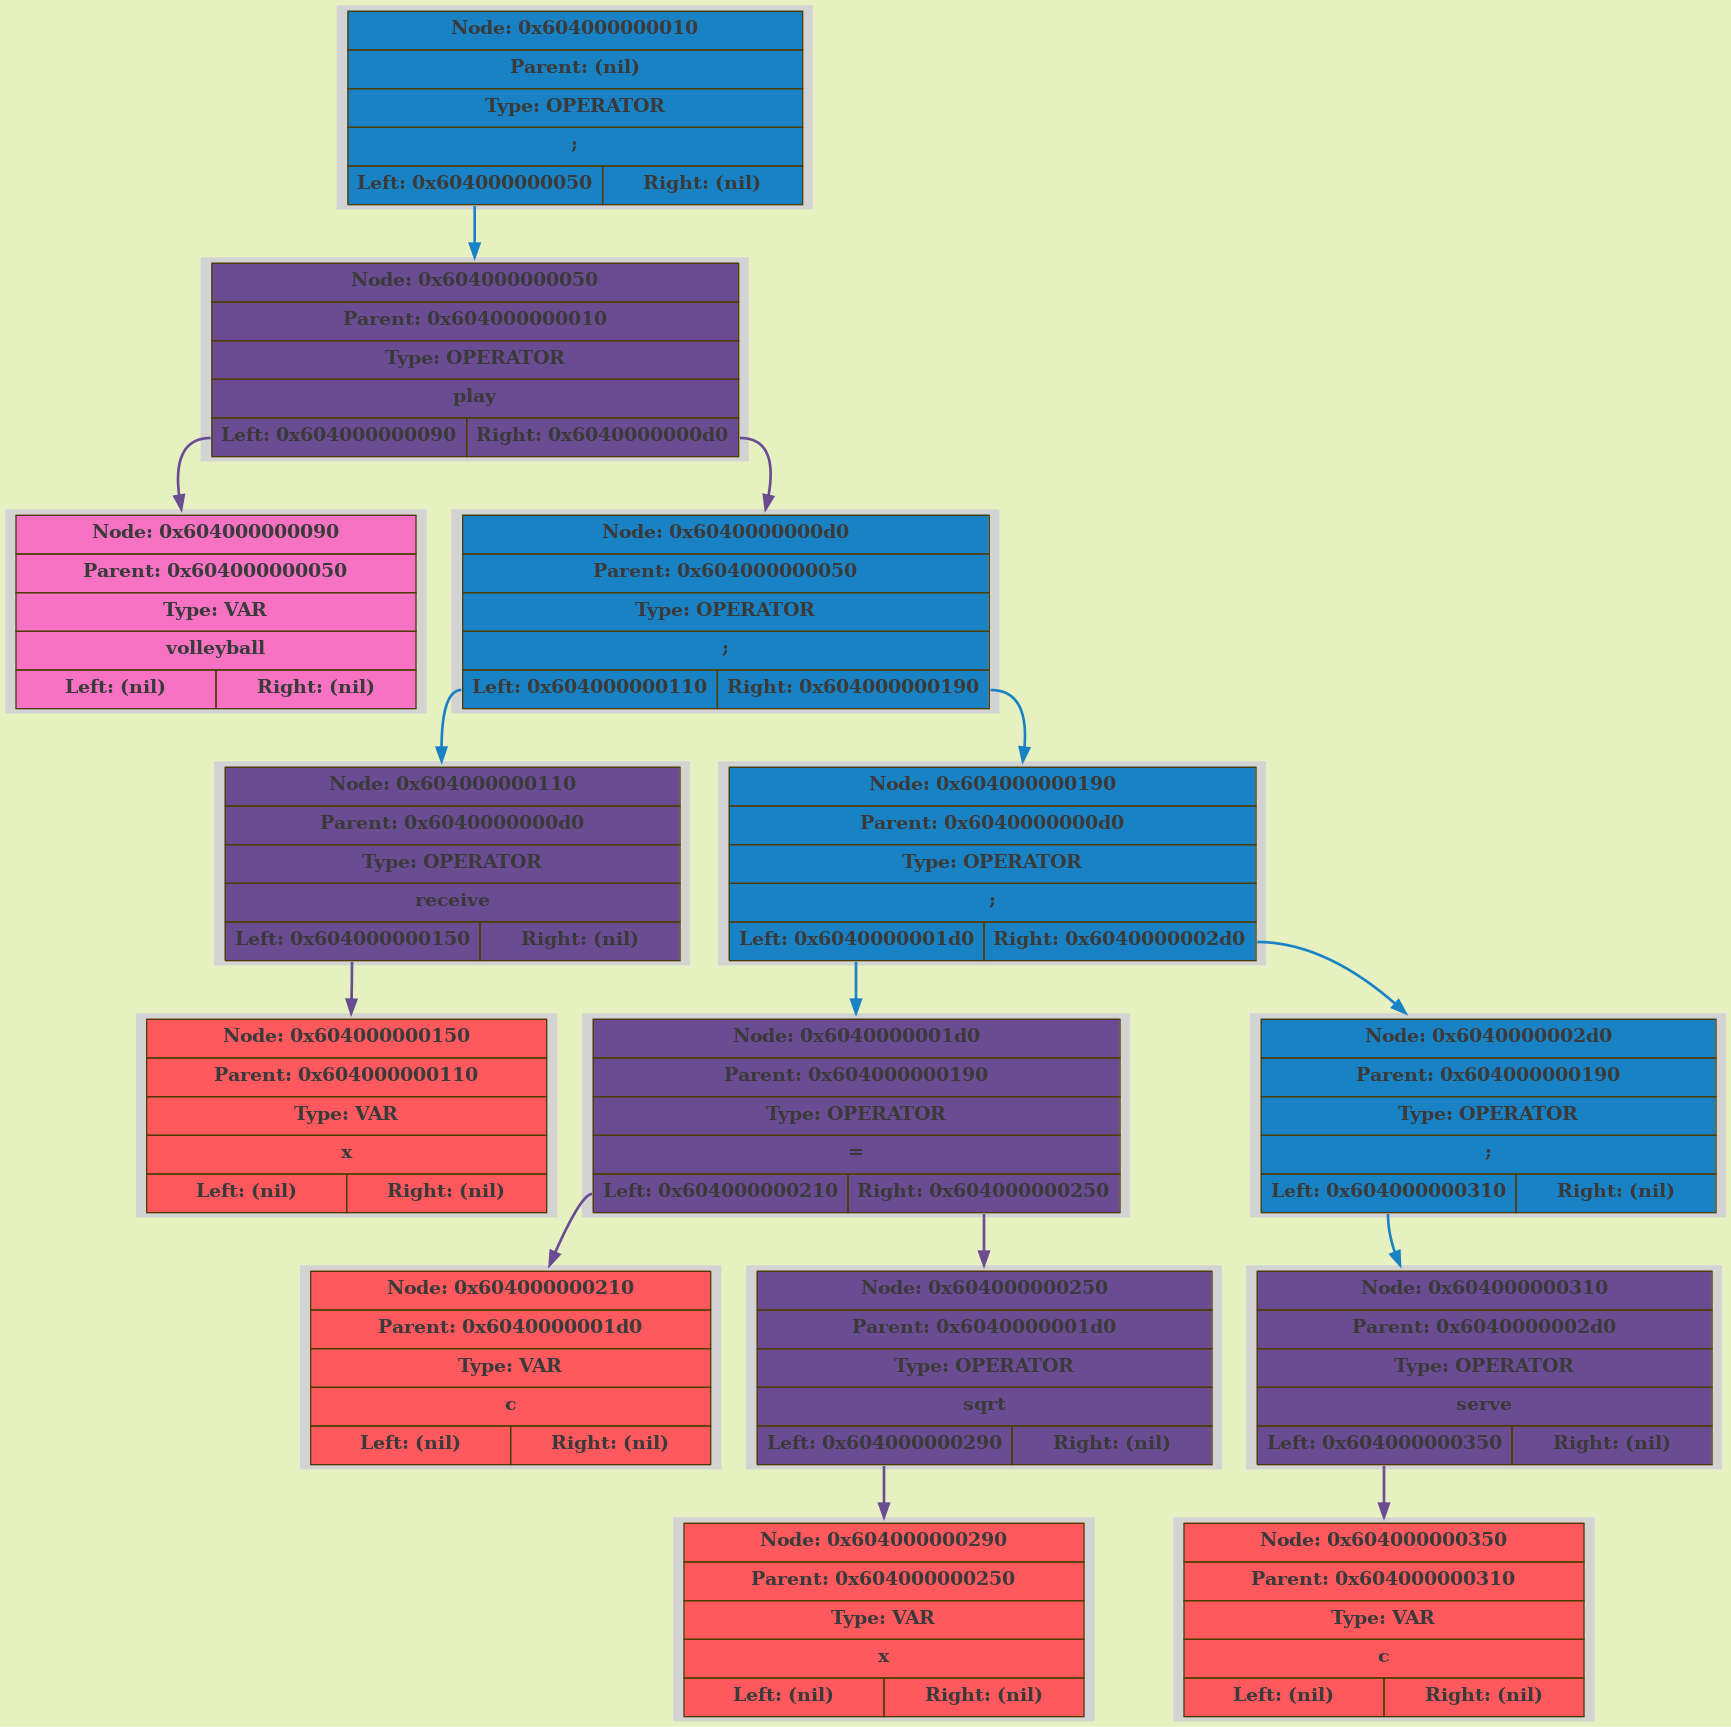 Node: 0x604000000010
Parent: (nil)
Type: OPERATOR
;
Left: 0x604000000050 Right: (nil)
Node: 0x604000000050
Parent: 0x604000000010
Type: OPERATOR
play
Left: 0x604000000090 Right: 0x6040000000d0
Node: 0x604000000090
Parent: 0x604000000050
Type: VAR
volleyball
Left: (nil) Right: (nil)
Node: 0x6040000000d0
Parent: 0x604000000050
Type: OPERATOR
;
Left: 0x604000000110 Right: 0x604000000190
Node: 0x604000000110
Parent: 0x6040000000d0
Type: OPERATOR
receive
Left: 0x604000000150 Right: (nil)
Node: 0x604000000190
Parent: 0x6040000000d0
Type: OPERATOR
;
Left: 0x6040000001d0 Right: 0x6040000002d0
Node: 0x604000000150
Parent: 0x604000000110
Type: VAR
x
Left: (nil) Right: (nil)
Node: 0x6040000001d0
Parent: 0x604000000190
Type: OPERATOR
=
Left: 0x604000000210 Right: 0x604000000250
Node: 0x6040000002d0
Parent: 0x604000000190
Type: OPERATOR
;
Left: 0x604000000310 Right: (nil)
Node: 0x604000000210
Parent: 0x6040000001d0
Type: VAR
c
Left: (nil) Right: (nil)
Node: 0x604000000250
Parent: 0x6040000001d0
Type: OPERATOR
sqrt
Left: 0x604000000290 Right: (nil)
Node: 0x604000000310
Parent: 0x6040000002d0
Type: OPERATOR
serve
Left: 0x604000000350 Right: (nil)
Node: 0x604000000290
Parent: 0x604000000250
Type: VAR
x
Left: (nil) Right: (nil)
Node: 0x604000000350
Parent: 0x604000000310
Type: VAR
c
Left: (nil) Right: (nil)